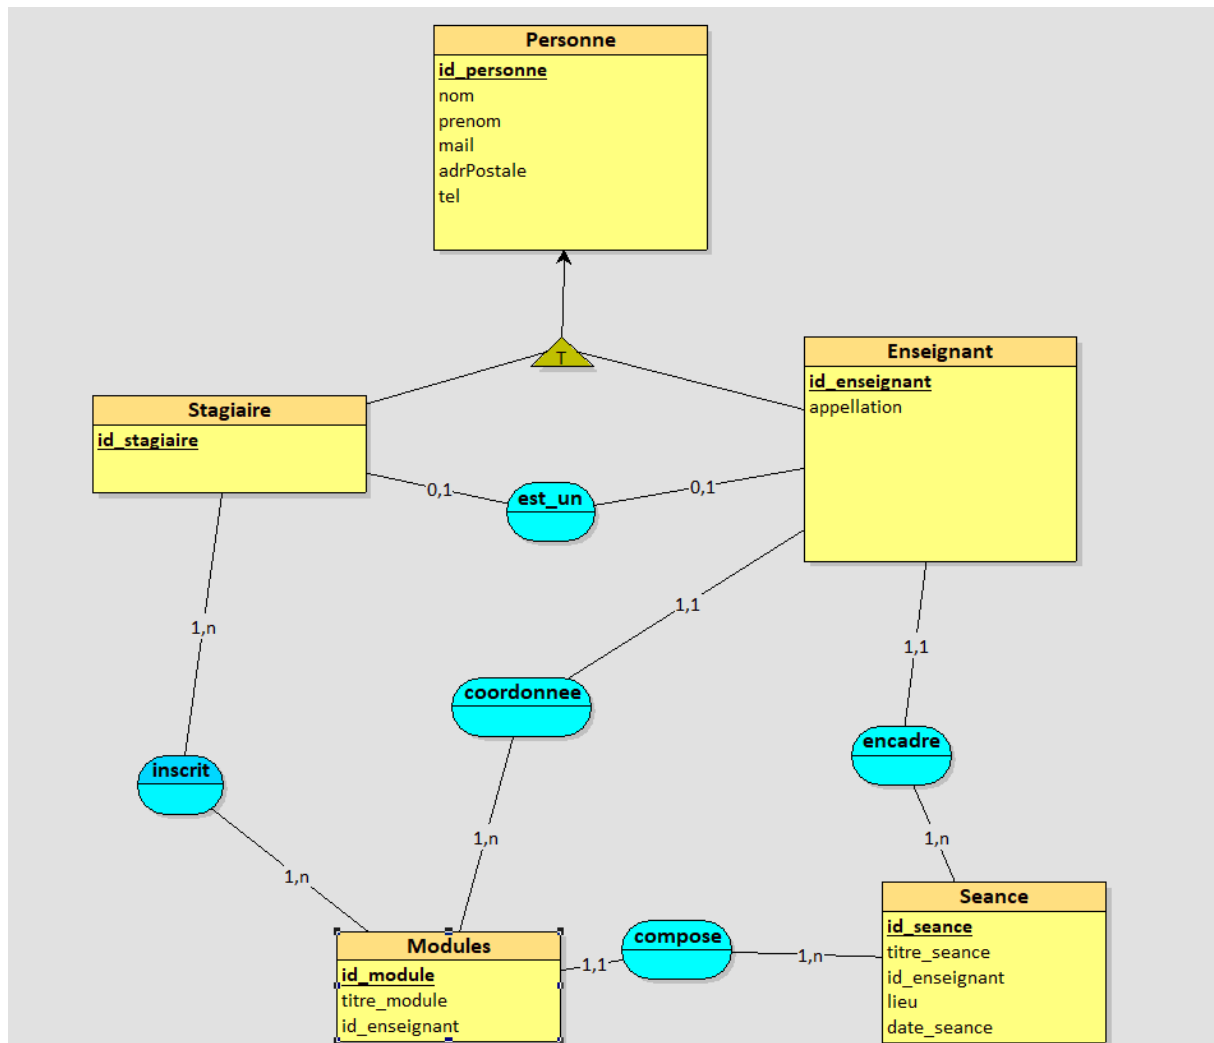 Personne
id_personne
nom
prenom
mail
adrPostale
tel
T
Enseignant
id_enseignant
appellation
Stagiaire
id_stagiaire
0,1
est_un
0,1
1,1
1,n
1,1
coordonnee
encadre
inscrit
1,n
1,n
1,n
Seance
id_seance
titre_seance
id_enseignant
lieu
date_seance
compose
1,1
1,n
Modules
id_module
titre_module
id_enseignant